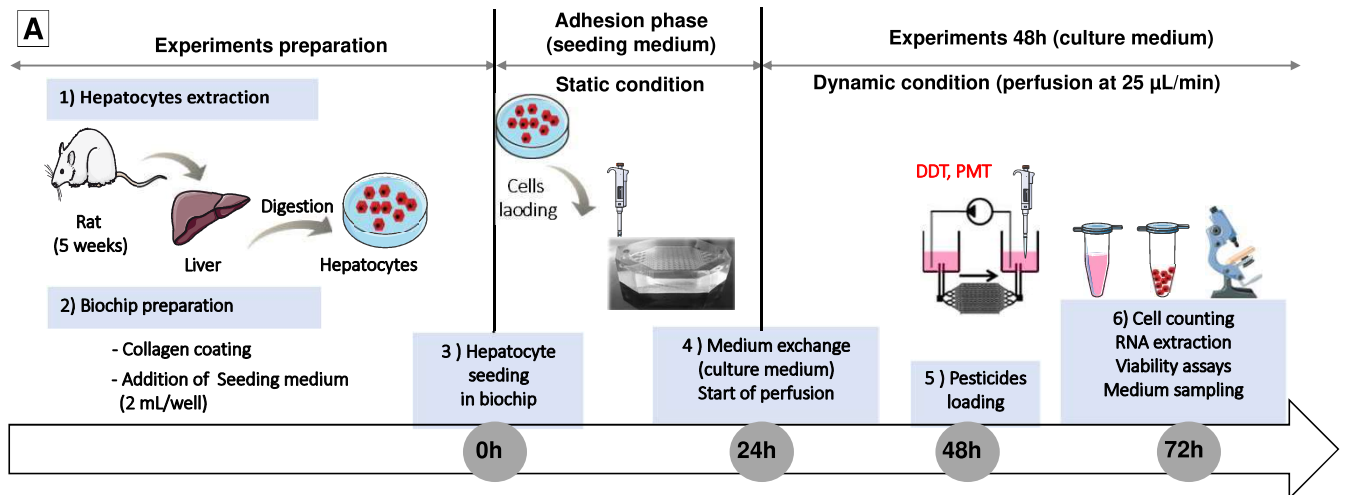 A
Experiments preparation
Adhesion phase
(seeding medium)
Experiments 48h (culture medium)
Static condition
Dynamic condition (perfusion at 25 µL/min)
1) Hepatocytes extraction
Rat
(5 weeks)
Liver
Digestion
Hepatocytes
2) Biochip preparation
- Collagen coating
- Addition of Seeding medium
(2 mL/well)
Cells
laoding
DDT, PMT
3 ) Hepatocyte
seeding
in biochip
4 ) Medium exchange
(culture medium)
Start of perfusion
5 ) Pesticides
loading
6) Cell counting
RNA extraction
Viability assays
Medium sampling
0h
24h
48h
72h